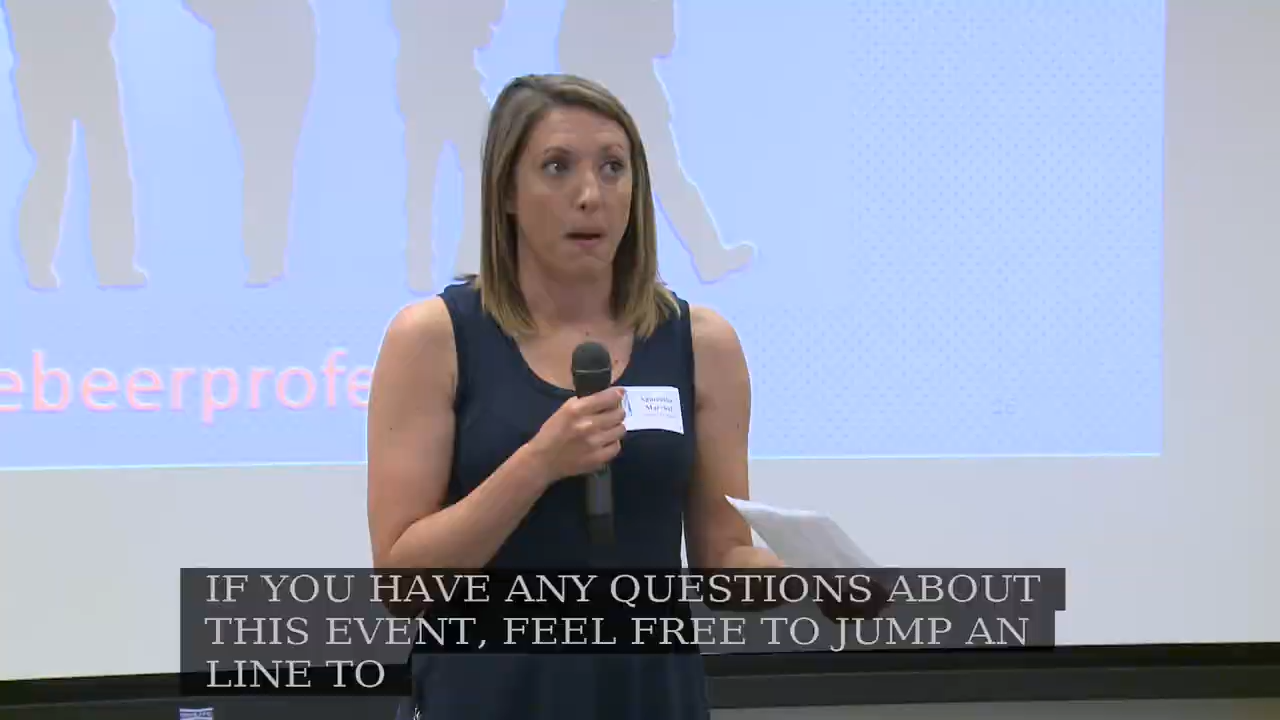 ebeerprofe
IF YOU HAVE ANY QUESTIONS ABOUT
THIS EVENT, FEEL FREE TO JUMP AN
LINE TO